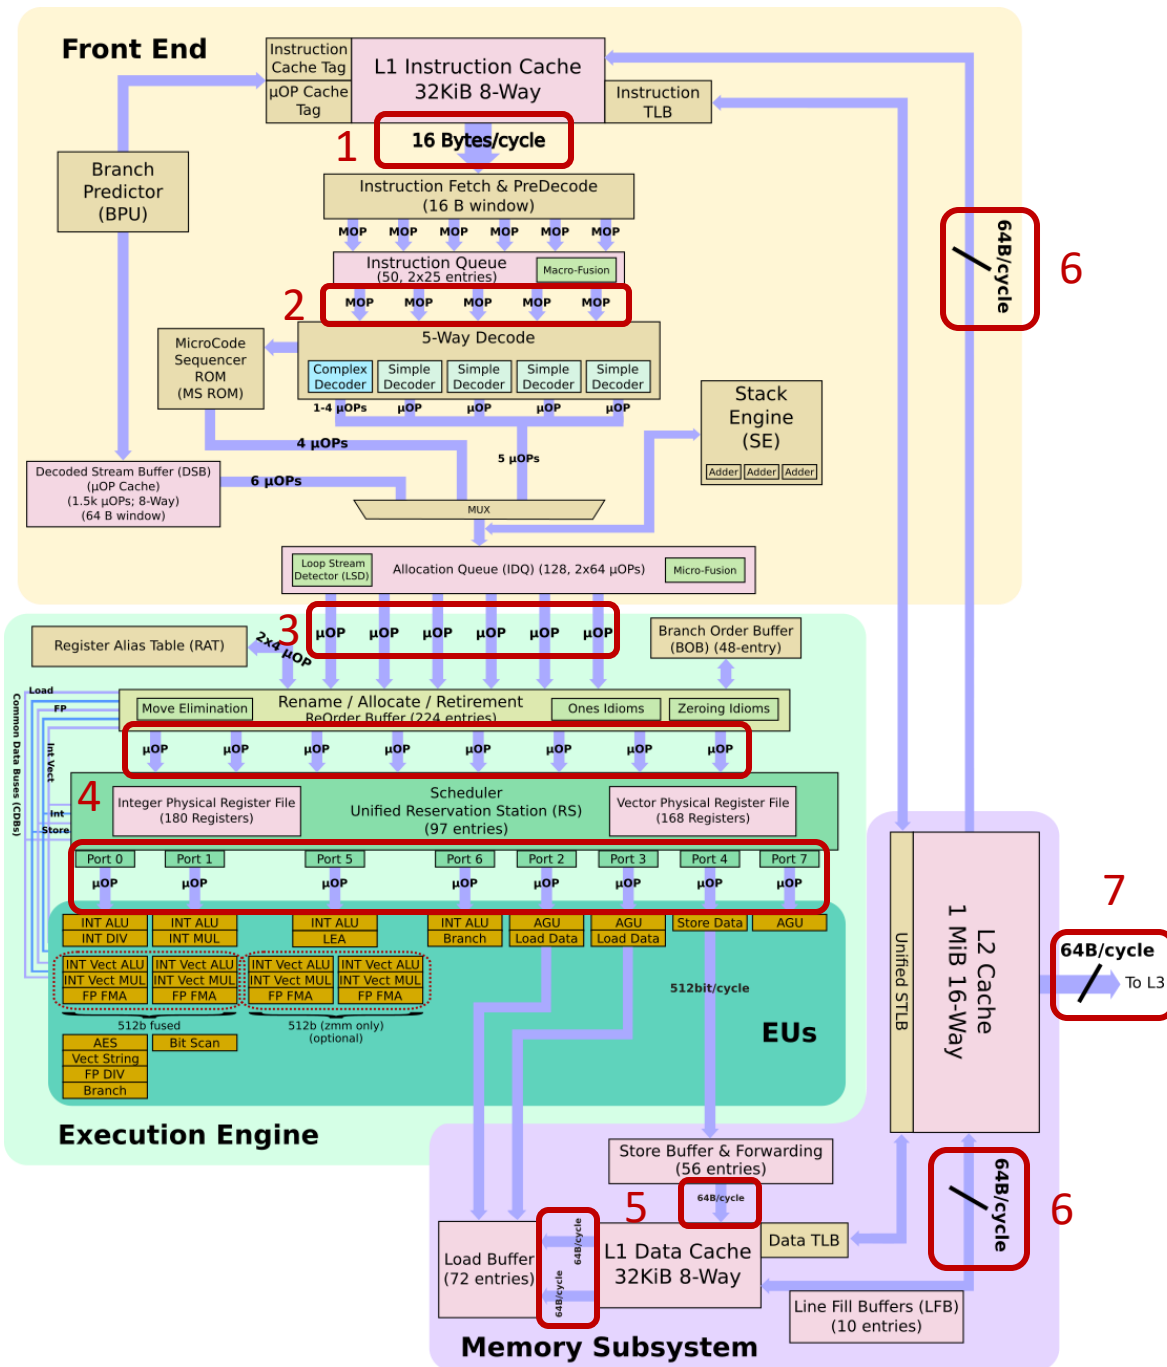 Front End
Instruction
Cache Tag
µOP Cache
Tag
L1 Instruction Cache
32KiB 8-Way
Instruction
TLB
1
16 Bytes/cycle
Branch
Predictor
(BPU)
Instruction Fetch & PreDecode
(16 B window)
MOP MOP MOP MOP MOP MOP
64B/cycle
6
Instruction Queue
(50, 2x25 entries)
Macro-Fusion
2
MOP MOP MOP MOP MOP
MicroCode
Sequencer
ROM
(MS ROM)
5-Way Decode
Complex
Decoder
Simple
Decoder
Simple
Decoder
Simple
Decoder
Simple
Decoder
1-4 µOPs µOP µOP µOP µOP
Stack
Engine
(SE)
Adder Adder Adder
4 µOPs
5 µOPs
Decoded Stream Buffer (DSB)
(µOP Cache)
(1.5k µOPs; 8-Way)
(64 B window)
6 µOPs
MUX
Loop Stream
Detector (LSD)
Allocation Queue (IDQ) (128, 2x64 µOPs)
Micro-Fusion
3
µOP µOP µOP µOP µOP µOP
Register Alias Table (RAT)
2x4 µOP
Branch Order Buffer
(BOB) (48-entry)
Load
FP
Common Data Buses (CDBs)
Int Vect
Int
Store
Move Elimination
Rename / Allocate / Retirement
ReOrder Buffer (224 entries)
Ones Idioms
Zeroing Idioms
µOP µOP µOP µOP µOP µOP µOP µOP
4
Integer Physical Register File
(180 Registers)
Scheduler
Unified Reservation Station (RS)
(97 entries)
Vector Physical Register File
(168 Registers)
Port 0 Port 1 Port 5 Port 6 Port 2 Port 3 Port 4 Port 7
µOP µOP µOP µOP µOP µOP µOP µOP
INT ALU INT ALU INT ALU INT ALU AGU AGU Store Data AGU
INT DIV INT MUL LEA Branch Load Data Load Data
INT Vect ALU INT Vect ALU INT Vect ALU INT Vect ALU
INT Vect MUL INT Vect MUL INT Vect MUL INT Vect MUL
FP FMA FP FMA FP FMA FP FMA
512b fused
512b (zmm only)
(optional)
AES
Vect String
FP DIV
Branch
Bit Scan
512bit/cycle
EUs
Execution Engine
Unified STLB
L2 Cache
1 MiB 16-Way
7
64B/cycle
To L3
Store Buffer & Forwarding
(56 entries)
5
64B/cycle
64B/cycle
6
Load Buffer
(72 entries)
64B/cycle
64B/cycle
L1 Data Cache
32KiB 8-Way
Data TLB
Line Fill Buffers (LFB)
(10 entries)
Memory Subsystem